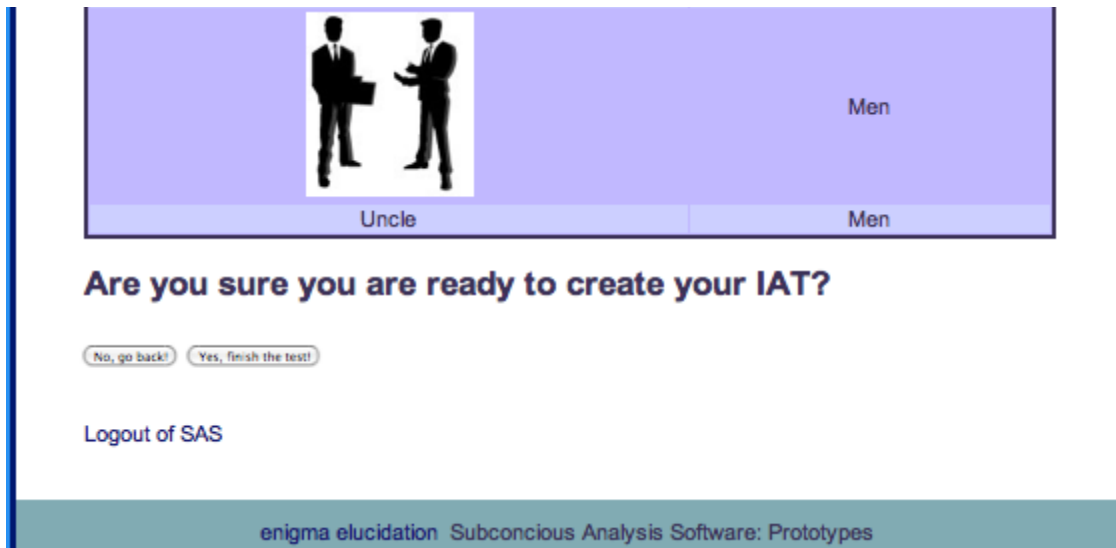 Men
Uncle Men
Are you sure you are ready to create your IAT?
No, go back! Yes, finish the test!
Logout of SAS
enigma elucidation Subconcious Analysis Software: Prototypes